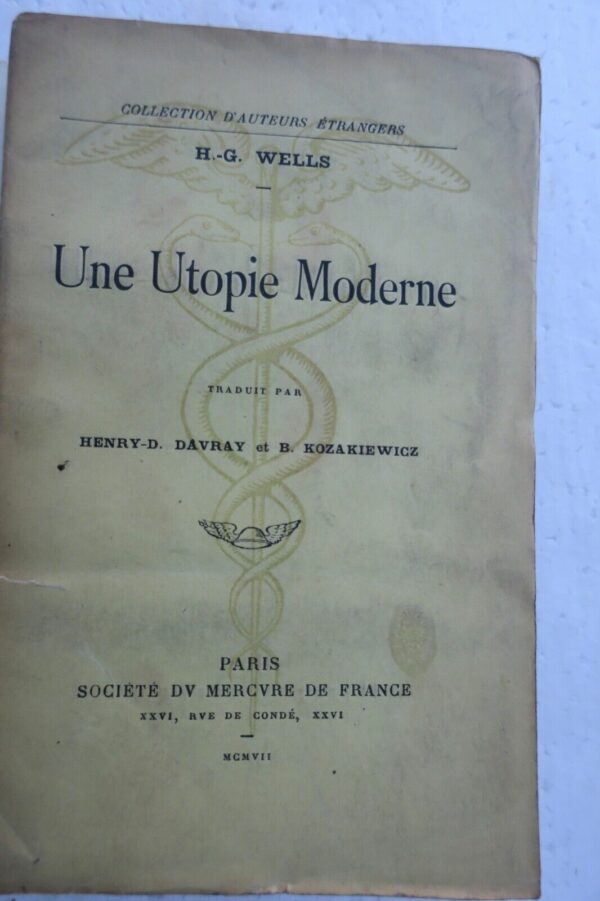 COLLECTION D'AUTEURS ÉTRANGERS
H.-G. WELLS
Une Utopie Moderne
TRADUIT PAR
HENRY-D. DAVRAY et B. KOZAKIEWICZ
PARIS
SOCIÉTÉ DV MERCVRE DE FRANCE
XXVI, RVE DE CONDÉ, XXVI
MCMVII